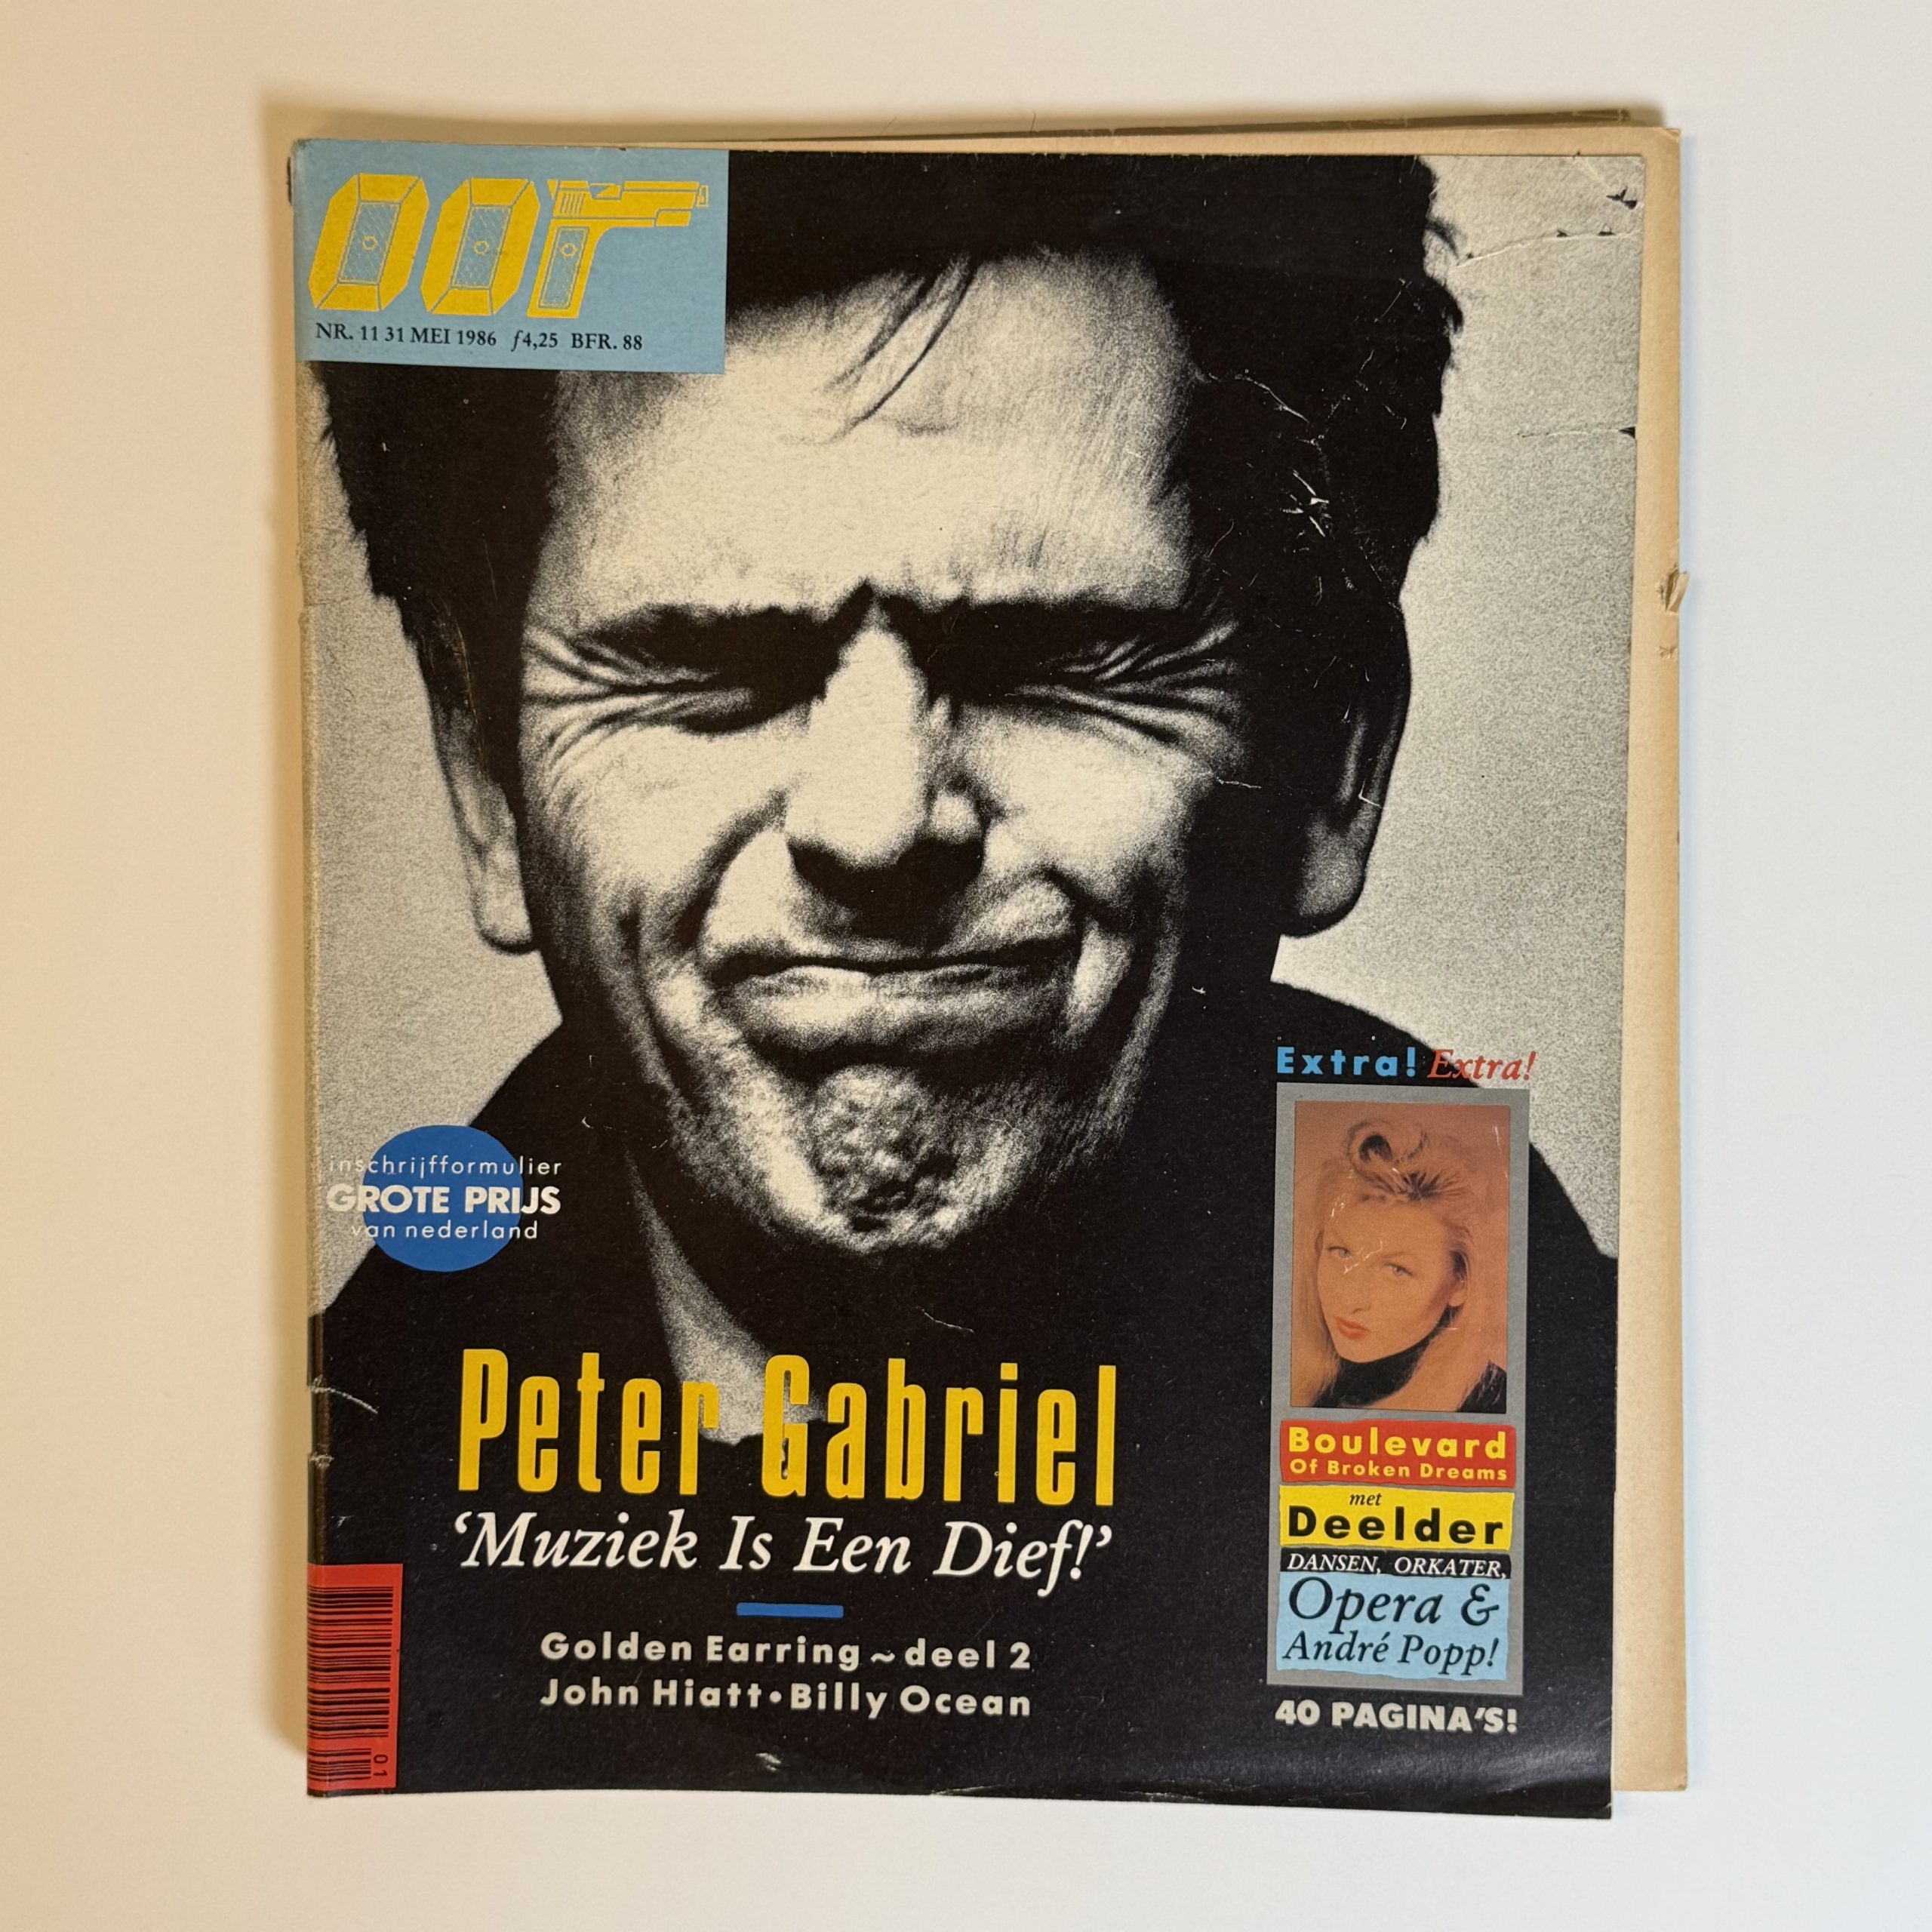 oor
NR. 11 31 MEI 1986 ƒ4,25 BFR. 88
Extra! Extra!
inschrijfformulier
GROTE PRIJS
van nederland
Peter Gabriel
‘Muziek Is Een Dief!’
Golden Earring ~ deel 2
John Hiatt • Billy Ocean
Boulevard
Of Broken Dreams
met
Deelder
DANSEN, ORKATER,
Opera &
André Popp!
40 PAGINA'S!
01